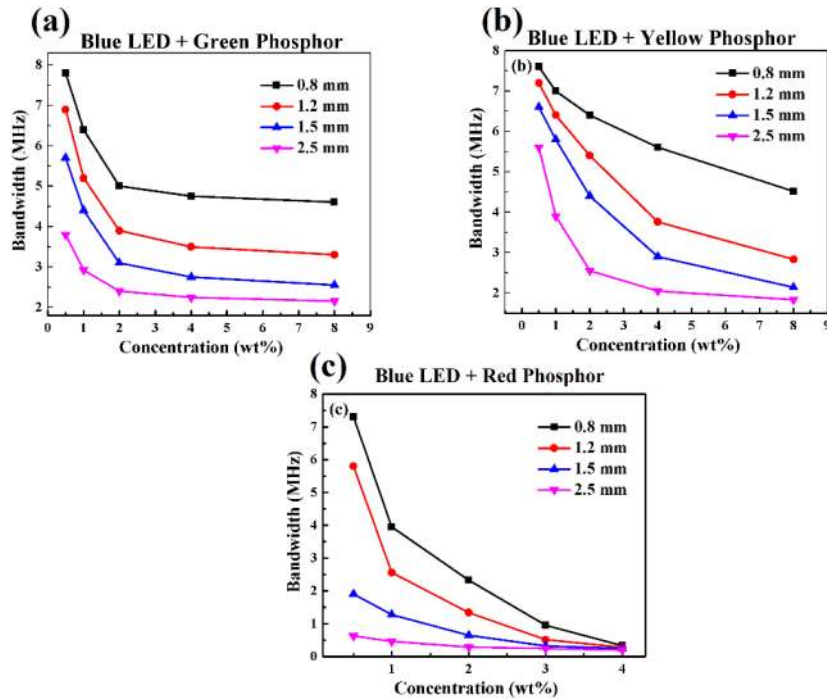 (a)
Blue LED + Green Phosphor
0.8 mm
1.2 mm
1.5 mm
2.5 mm
Bandwidth (MHz)
8
7
6
5
4
3
2
0 1 2 3 4 5 6 7 8 9
Concentration (wt%)
(b)
Blue LED + Yellow Phosphor
(b)
0.8 mm
1.2 mm
1.5 mm
2.5 mm
Bandwidth (MHz)
8
7
6
5
4
3
2
0 1 2 3 4 5 6 7 8 9
Concentration (wt%)
(c)
Blue LED + Red Phosphor
(c)
0.8 mm
1.2 mm
1.5 mm
2.5 mm
Bandwidth (MHz)
8
7
6
5
4
3
2
1
0
1 2 3 4
Concentration (wt%)